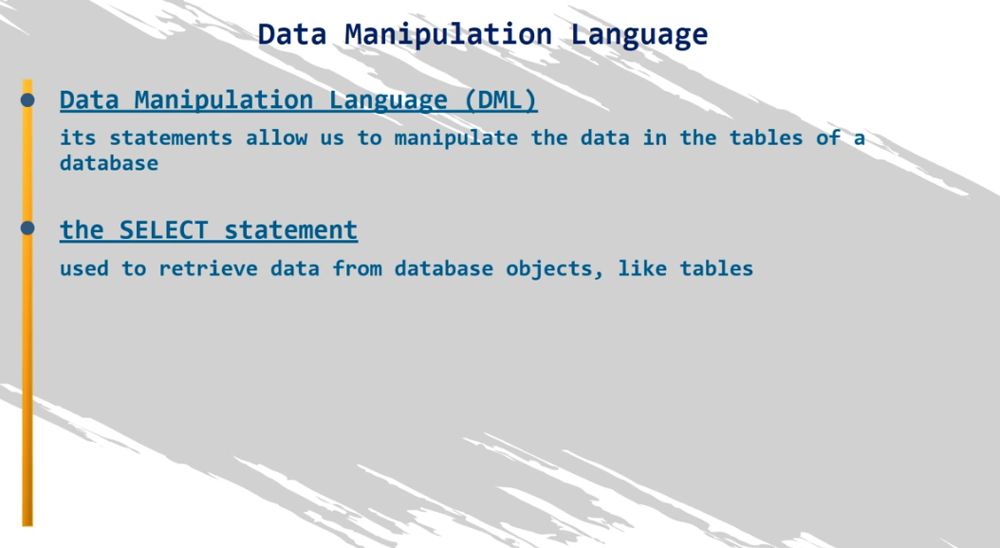 Data Manipulation Language
Data Manipulation Language (DML)
its statements allow us to manipulate the data in the tables of a
database
the SELECT statement
used to retrieve data from database objects, like tables